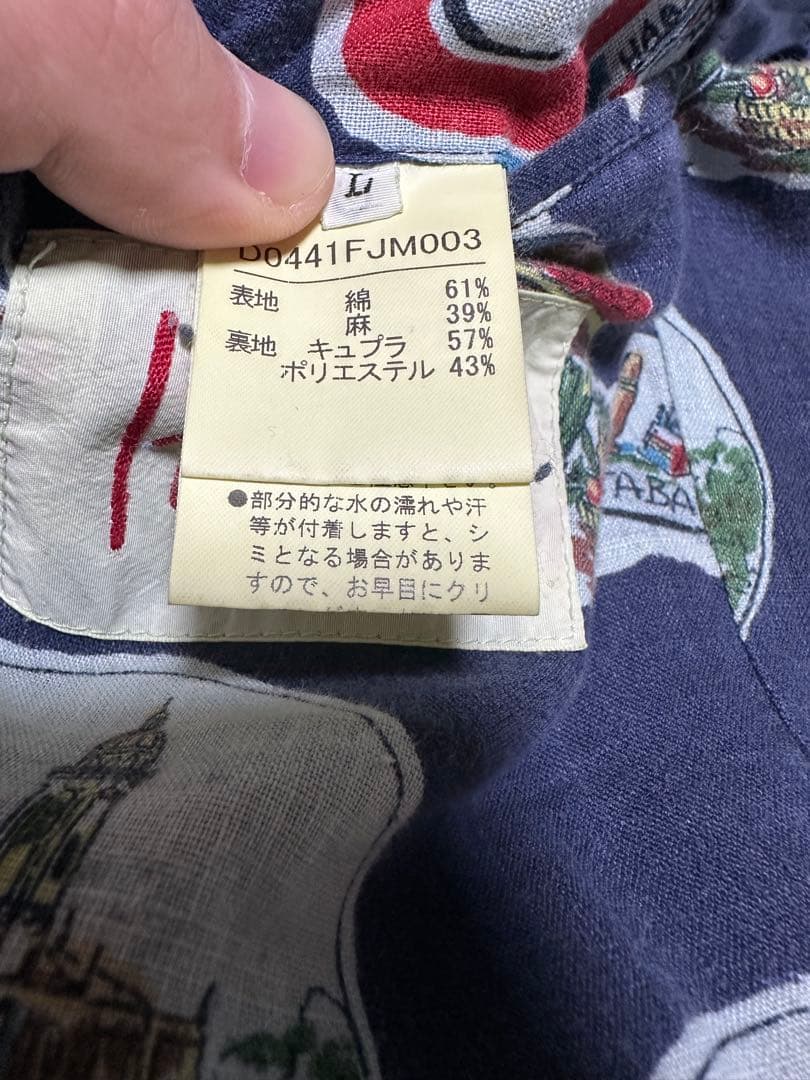 L
D0441FJM003
表地 綿 61%
麻 39%
裏地 キュプラ 57%
ポリエステル 43%
●部分的な水の濡れや汗
等が付着しますと、シ
ミとなる場合がありま
すので、お早目にクリ
TABA